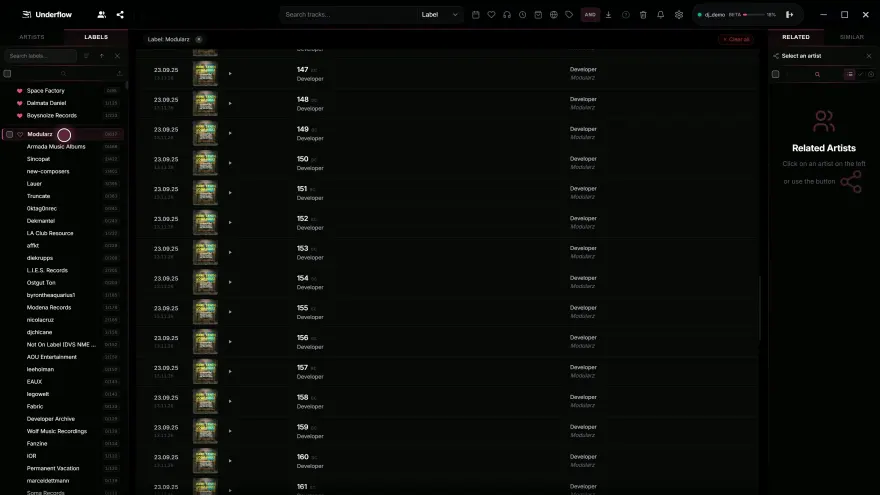 Underflow
Search tracks...
Label
AND
dj_demo
BETA
18%
ARTISTS
LABELS
Label: Modularz
Clear all
RELATED
SIMILAR
Search labels...
Select an artist
Space Factory
Dalmata Daniel
Boysnoize Records
Modularz
Armada Music Albums
Sincopat
new-composers
Lauer
Truncate
0ktag0nrec
Dekmantel
LA Club Resource
affkt
diekrupps
L.I.E.S. Records
Ostgut Ton
byrontheaquarius1
Modena Records
nicolacruz
djchicane
Not On Label (DVS NME ...
AOU Entertainment
leeholman
EAUX
legowelt
Fabric
Developer Archive
Wolf Music Recordings
Fanzine
IOR
Permanent Vacation
marceldettmann
Soma Records
Developer
23.09.25
147
Developer
Developer
Modularz
23.09.25
148
Developer
Developer
Modularz
23.09.25
149
Developer
Developer
Modularz
23.09.25
150
Developer
Developer
Modularz
23.09.25
151
Developer
Developer
Modularz
23.09.25
152
Developer
Developer
Modularz
23.09.25
153
Developer
Developer
Modularz
23.09.25
154
Developer
Developer
Modularz
23.09.25
155
Developer
Developer
Modularz
23.09.25
156
Developer
Developer
Modularz
23.09.25
157
Developer
Developer
Modularz
23.09.25
158
Developer
Developer
Modularz
23.09.25
159
Developer
Developer
Modularz
23.09.25
160
Developer
Developer
Modularz
23.09.25
161
Developer
Related Artists
Click on an artist on the left
or use the button